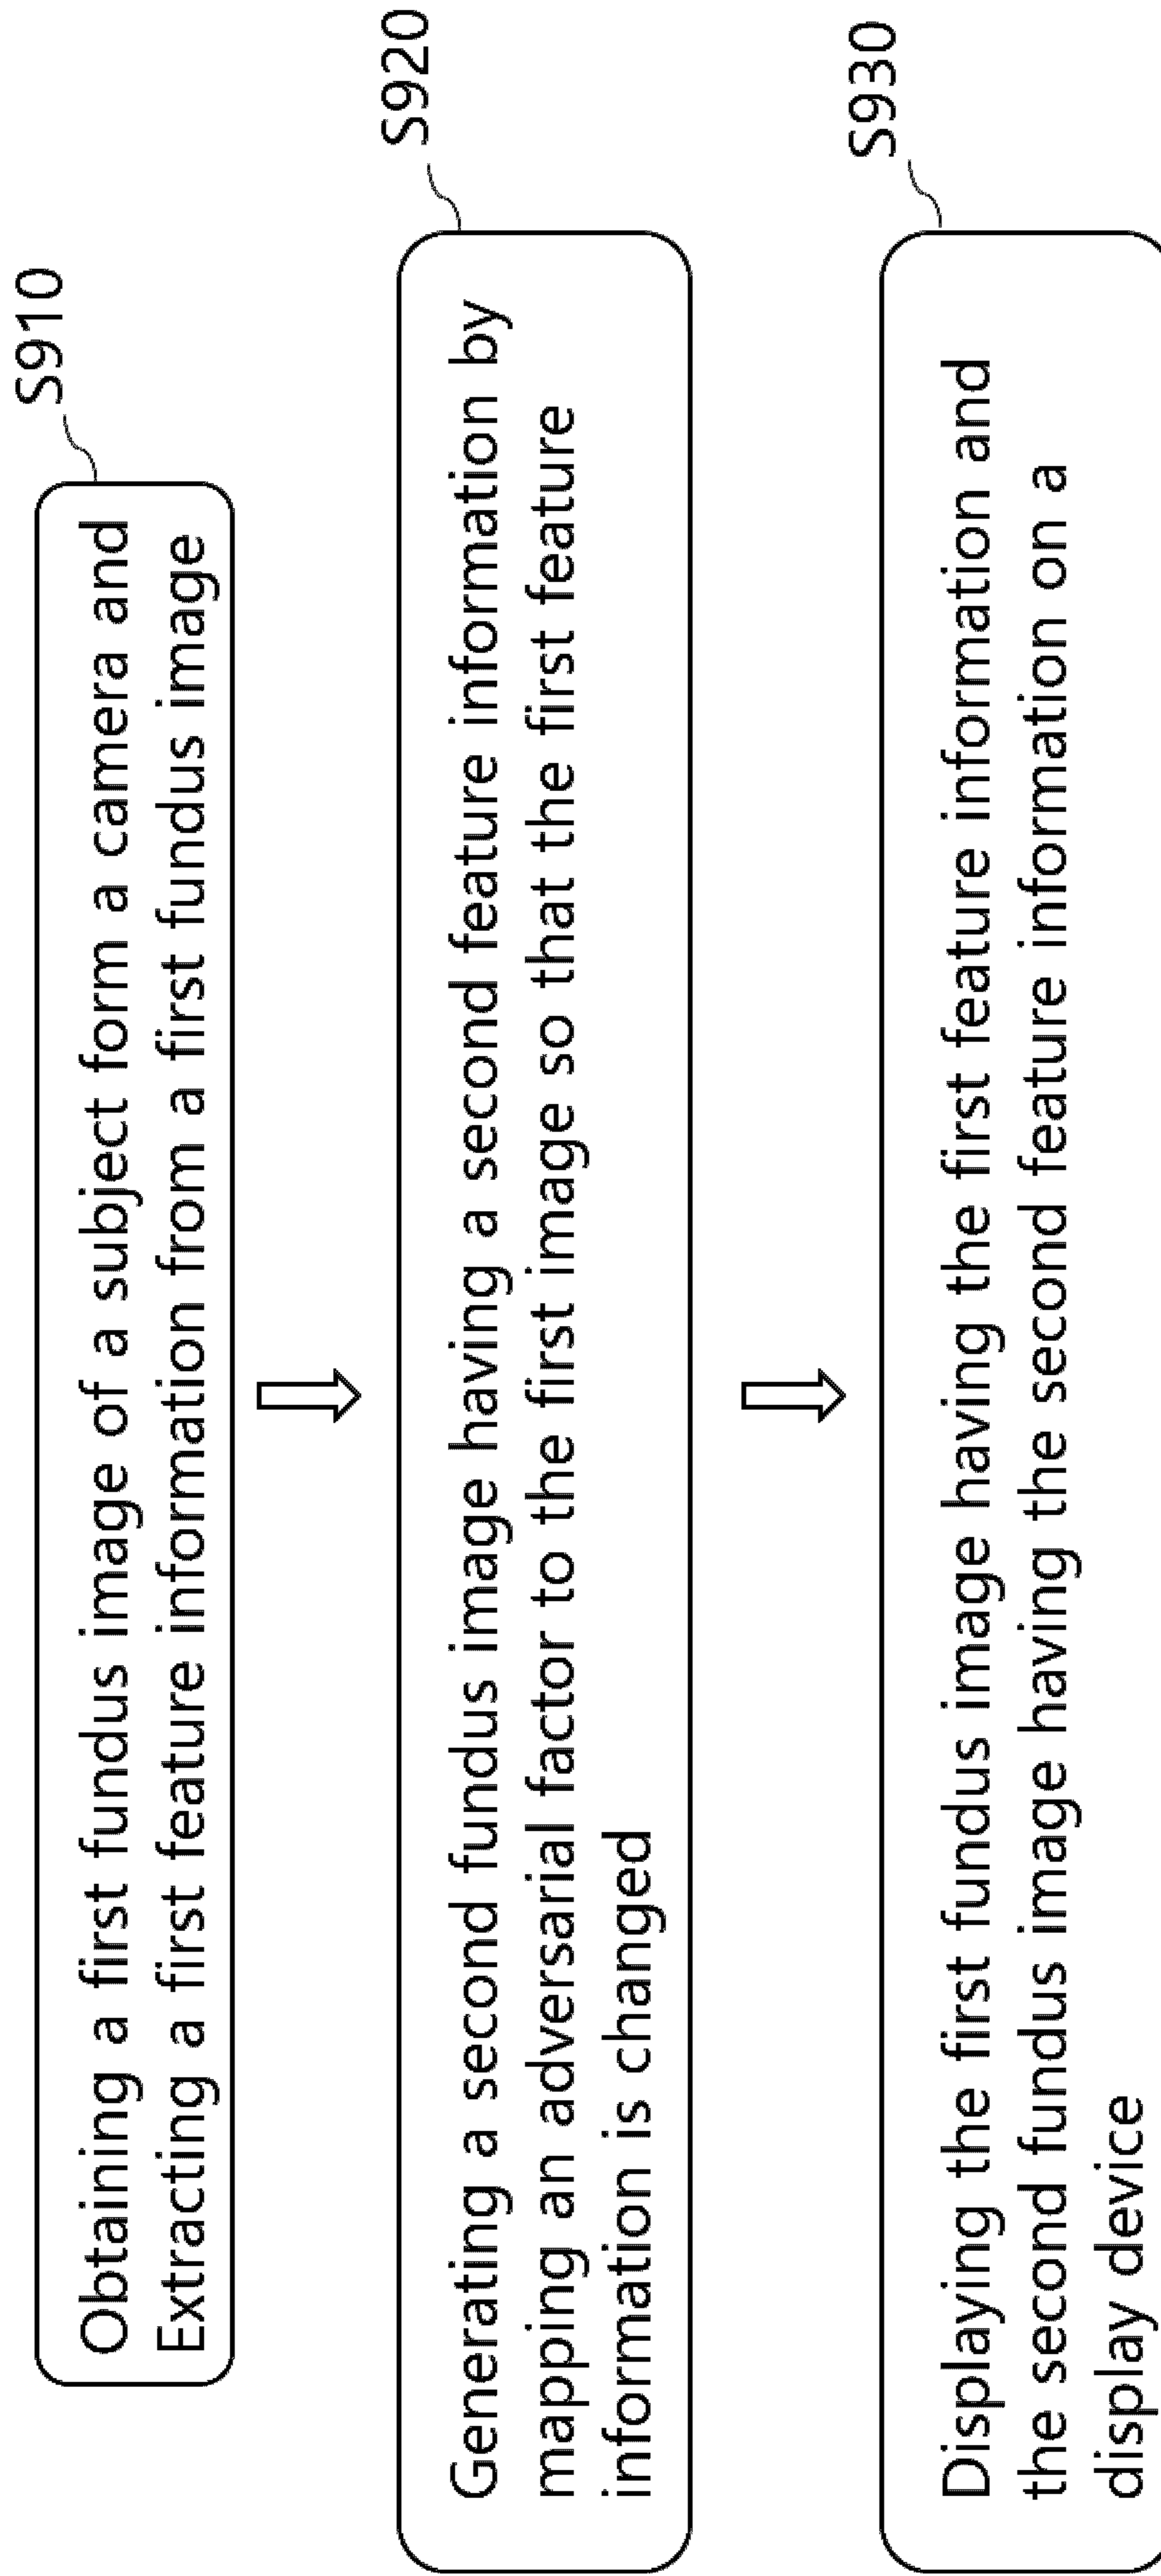 S910
Obtaining a first fundus image of a subject form a camera and
Extracting a first feature information from a first fundus image
S920
Generating a second fundus image having a second feature information by
mapping an adversarial factor to the first image so that the first feature
information is changed
S930
Displaying the first fundus image having the first feature information and
the second fundus image having the second feature information on a
display device